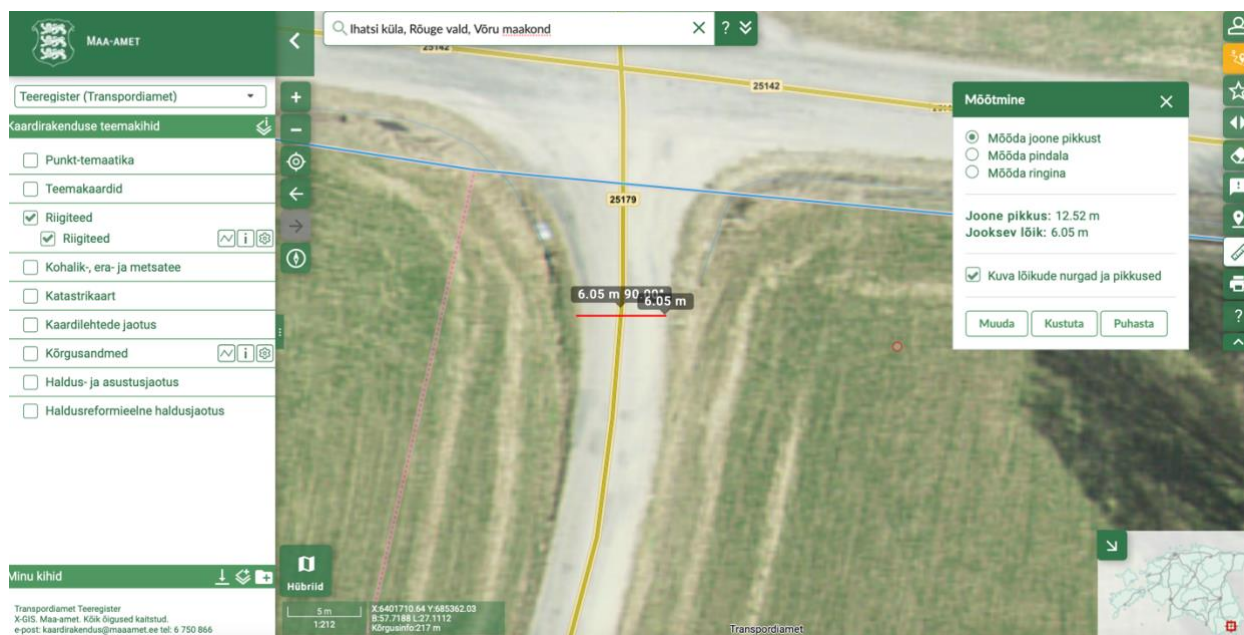 MAA-AMET
Ihatsi küla, Rõuge vald, Võru maakond
?
Teeregister (Transpordiamet)
Kaardirakenduse teemakihid
Punkt-temaatika
Teemakaardid
Riigiteed
Riigiteed
Kohalik-, era- ja metsatee
Katastrikaart
Kaardilehtede jaotus
Kõrgusandmed
Haldus- ja asustusjaotus
Haldusreformieelne haldusjaotus
Minu kihid
Transpordiamet Teeregister
X-GIS. Maa-amet. Kõik õigused kaitstud.
e-post: kaardirakendus@maaamet.ee tel: 6 750 866
25142
25142
25179
6.05 m 90.00°
6.05 m
Hübriid
5 m
1:212
X:6401710.64 Y:685362.03
B:57.7188 L:27.1112
Kõrgusinfo:217 m
Transpordiamet
Mõõtmine
Mõõda joone pikkust
Mõõda pindala
Mõõda ringina
Joone pikkus: 12.52 m
Jooksev lõik: 6.05 m
Kuva lõikude nurgad ja pikkused
Muuda
Kustuta
Puhasta
?